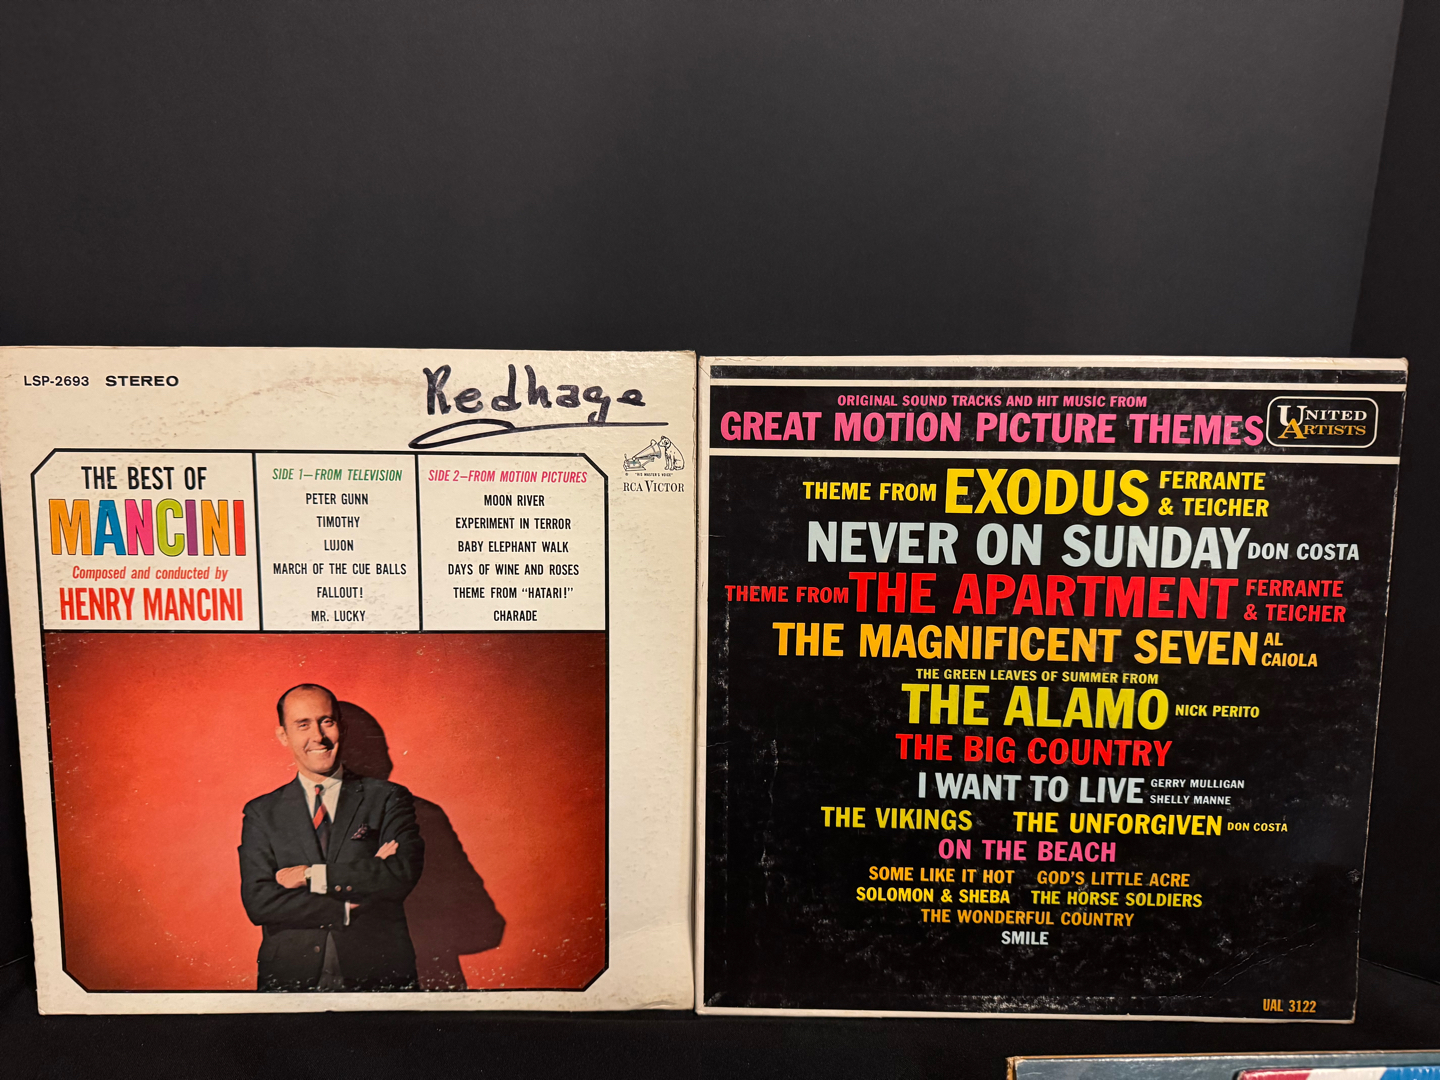 LSP-2693 STEREO
Redhage
THE BEST OF
MANCINI
Composed and conducted by
HENRY MANCINI
SIDE 1—FROM TELEVISION
PETER GUNN
TIMOTHY
LUJON
MARCH OF THE CUE BALLS
FALLOUT!
MR. LUCKY
SIDE 2—FROM MOTION PICTURES
MOON RIVER
EXPERIMENT IN TERROR
BABY ELEPHANT WALK
DAYS OF WINE AND ROSES
THEME FROM “HATARI!”
CHARADE
"HIS MASTER'S VOICE"
RCA VICTOR
ORIGINAL SOUND TRACKS AND HIT MUSIC FROM
GREAT MOTION PICTURE THEMES
UNITED
ARTISTS
THEME FROM EXODUS FERRANTE
& TEICHER
NEVER ON SUNDAY DON COSTA
THEME FROM THE APARTMENT FERRANTE
& TEICHER
THE MAGNIFICENT SEVEN AL
CAIOLA
THE GREEN LEAVES OF SUMMER FROM
THE ALAMO NICK PERITO
THE BIG COUNTRY
I WANT TO LIVE GERRY MULLIGAN
SHELLY MANNE
THE VIKINGS THE UNFORGIVEN DON COSTA
ON THE BEACH
SOME LIKE IT HOT GOD'S LITTLE ACRE
SOLOMON & SHEBA THE HORSE SOLDIERS
THE WONDERFUL COUNTRY
SMILE
UAL 3122